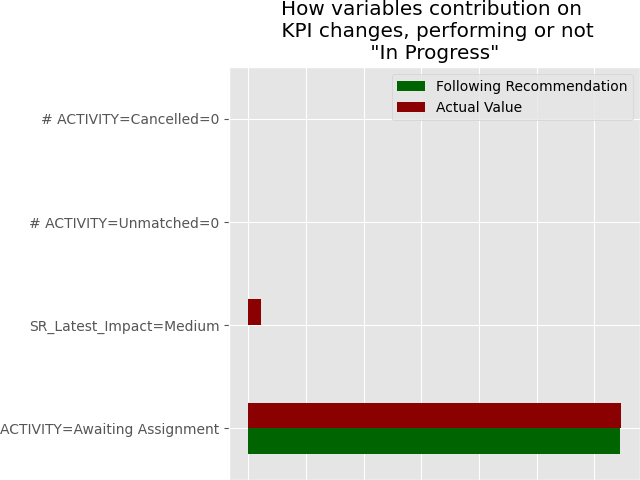 How variables contribution on
KPI changes, performing or not
"In Progress"
Following Recommendation
Actual Value
# ACTIVITY=Cancelled=0
# ACTIVITY=Unmatched=0
SR_Latest_Impact=Medium
ACTIVITY=Awaiting Assignment